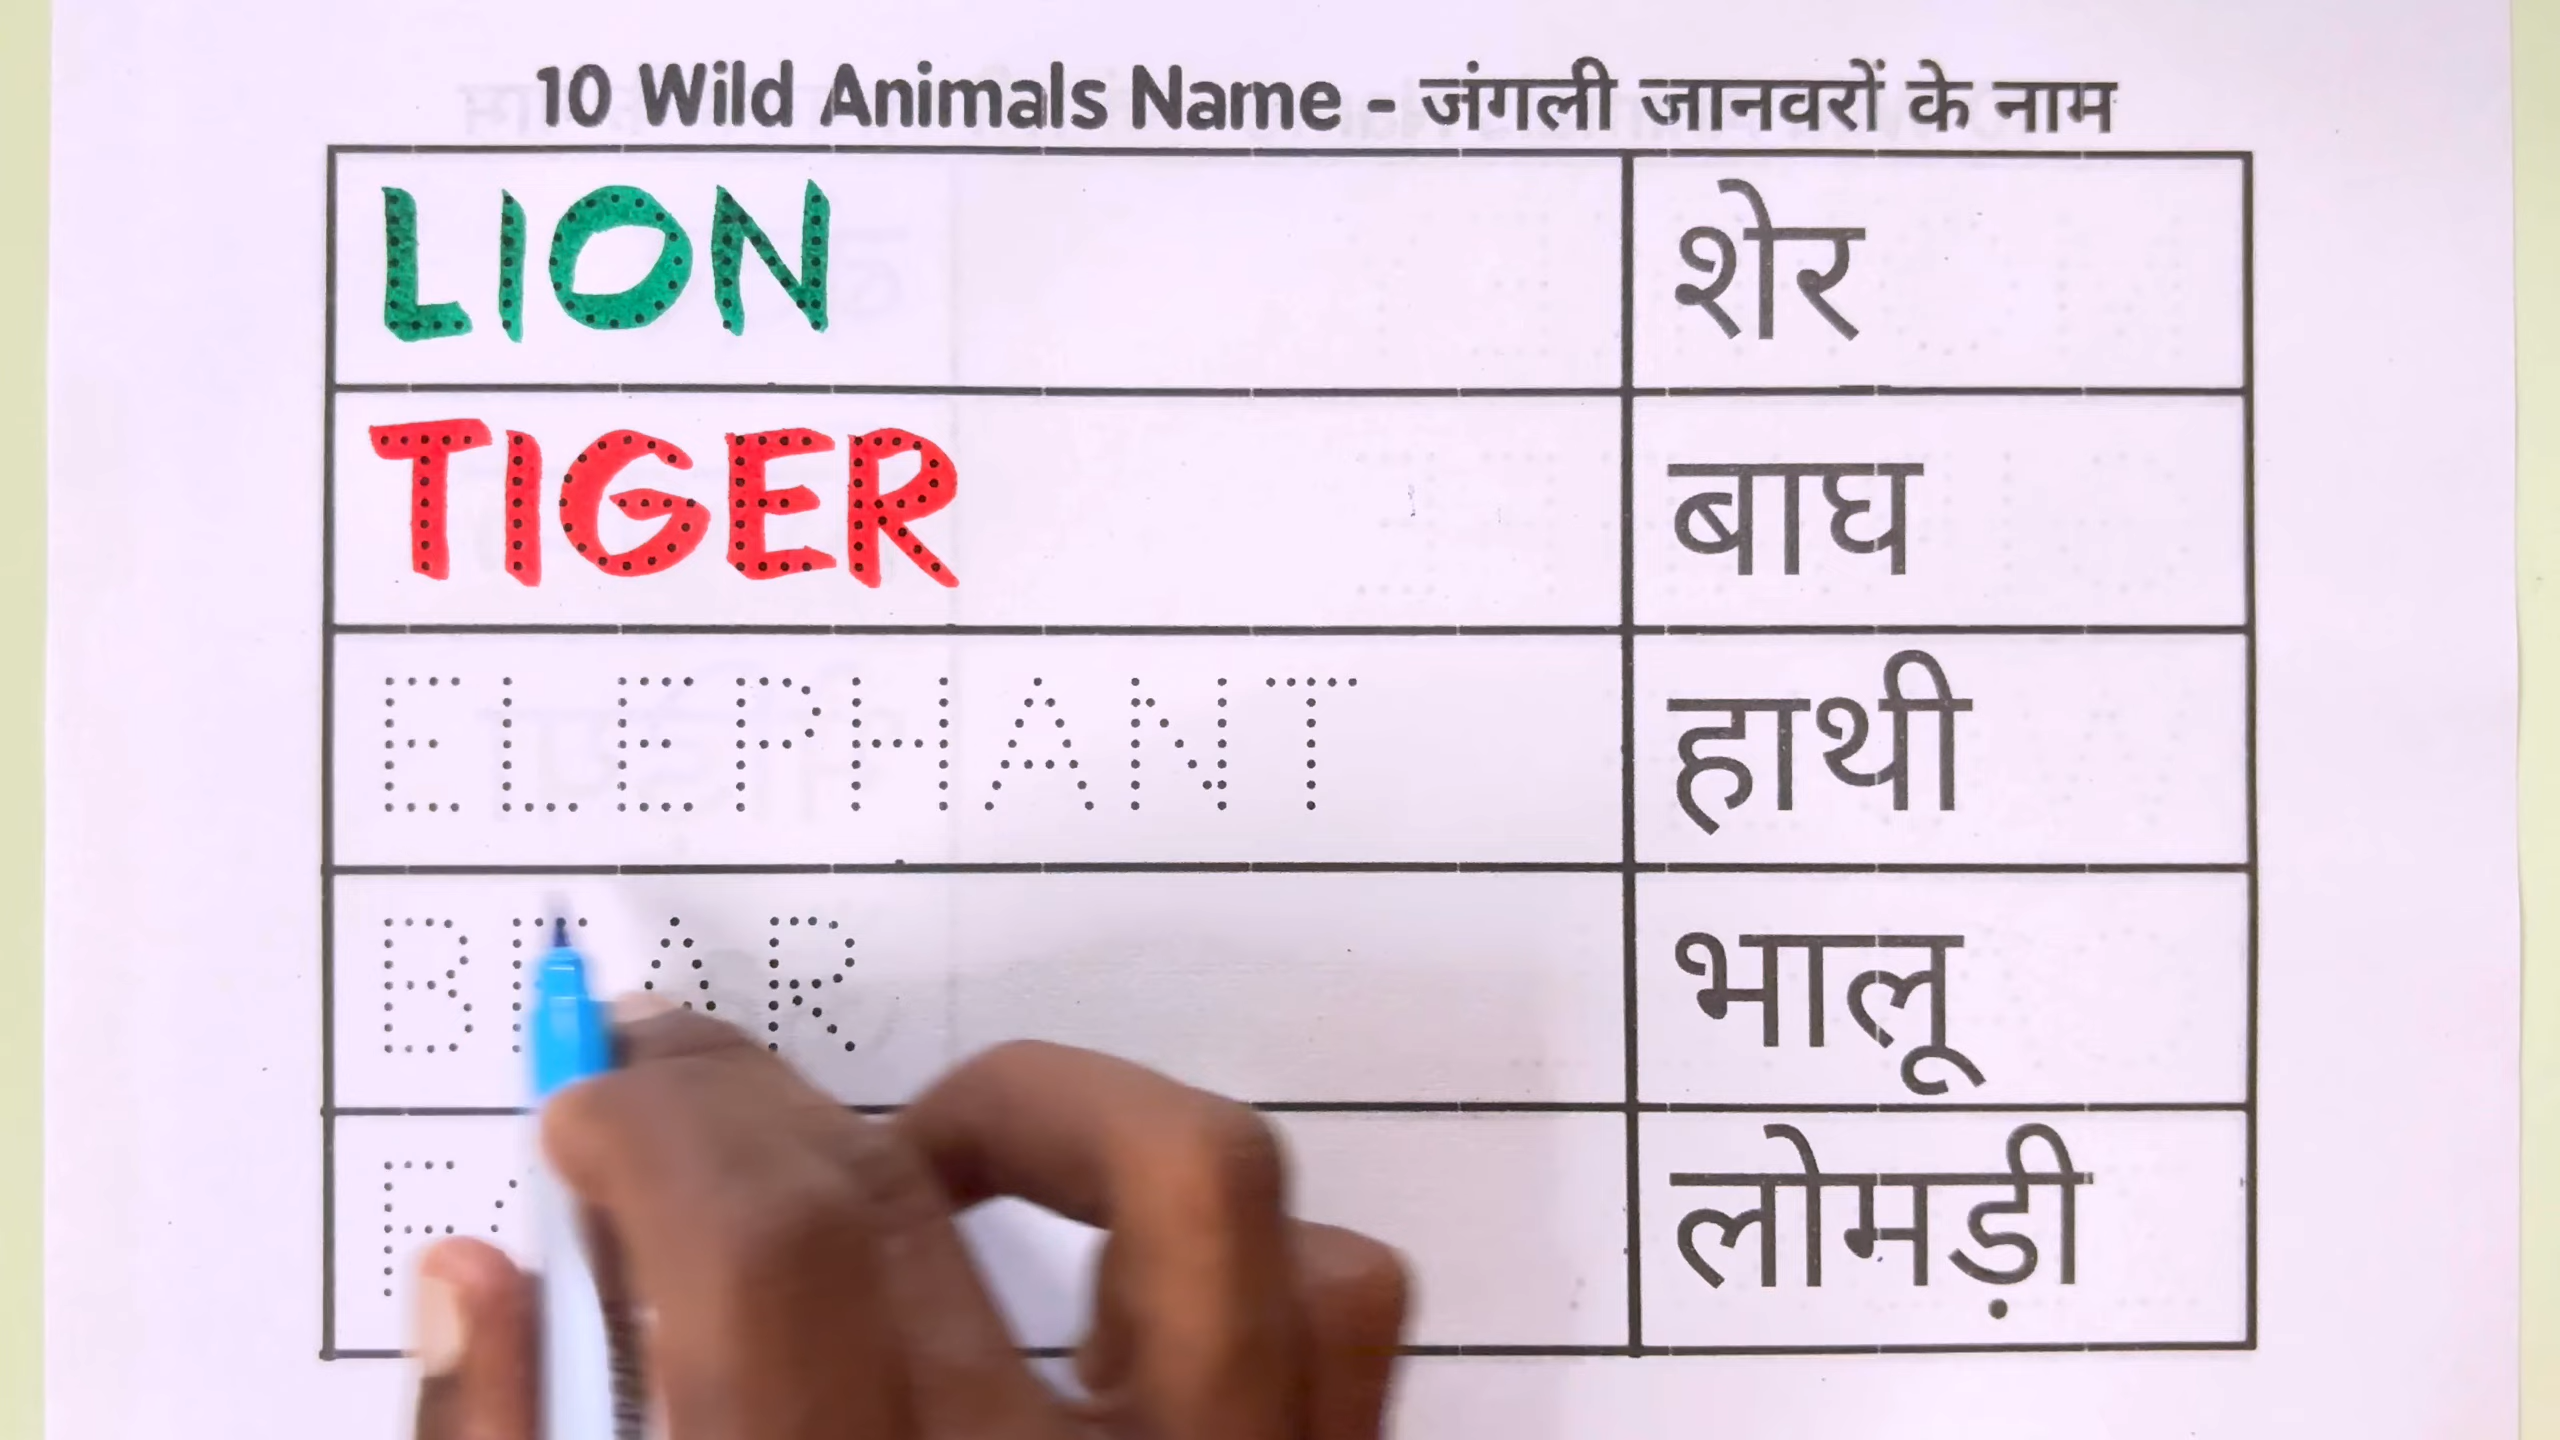 10 Wild Animals Name - जंगली जानवरों के नाम
LION शेर
TIGER बाघ
ELEPHANT हाथी
BEAR भालू
लोमड़ी